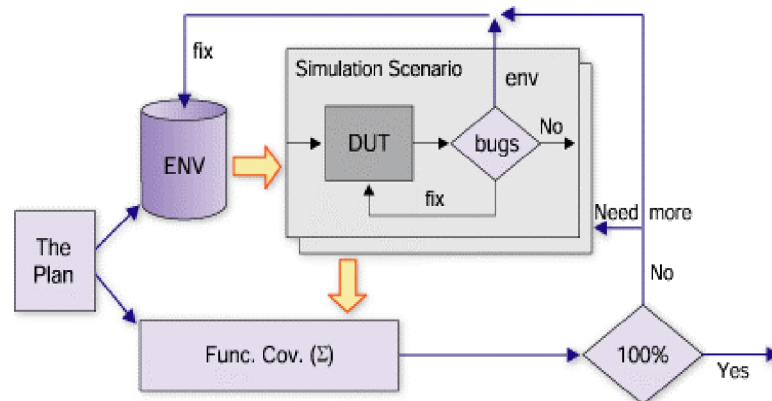 fix
Simulation Scenario
env
ENV
DUT
bugs
No
fix
The
Plan
Need more
No
Func. Cov. (Σ)
100%
Yes